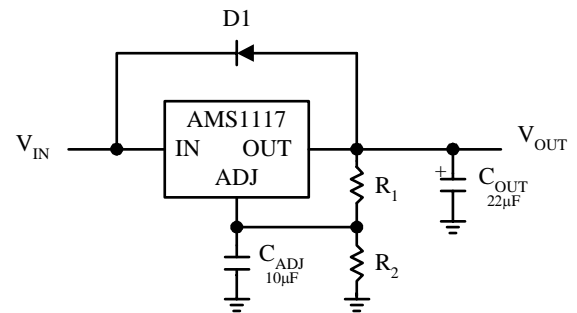 D1
AMS1117
V_IN
IN OUT
V_OUT
ADJ
R_1
+
C_OUT
22µF
C_ADJ
10µF
R_2